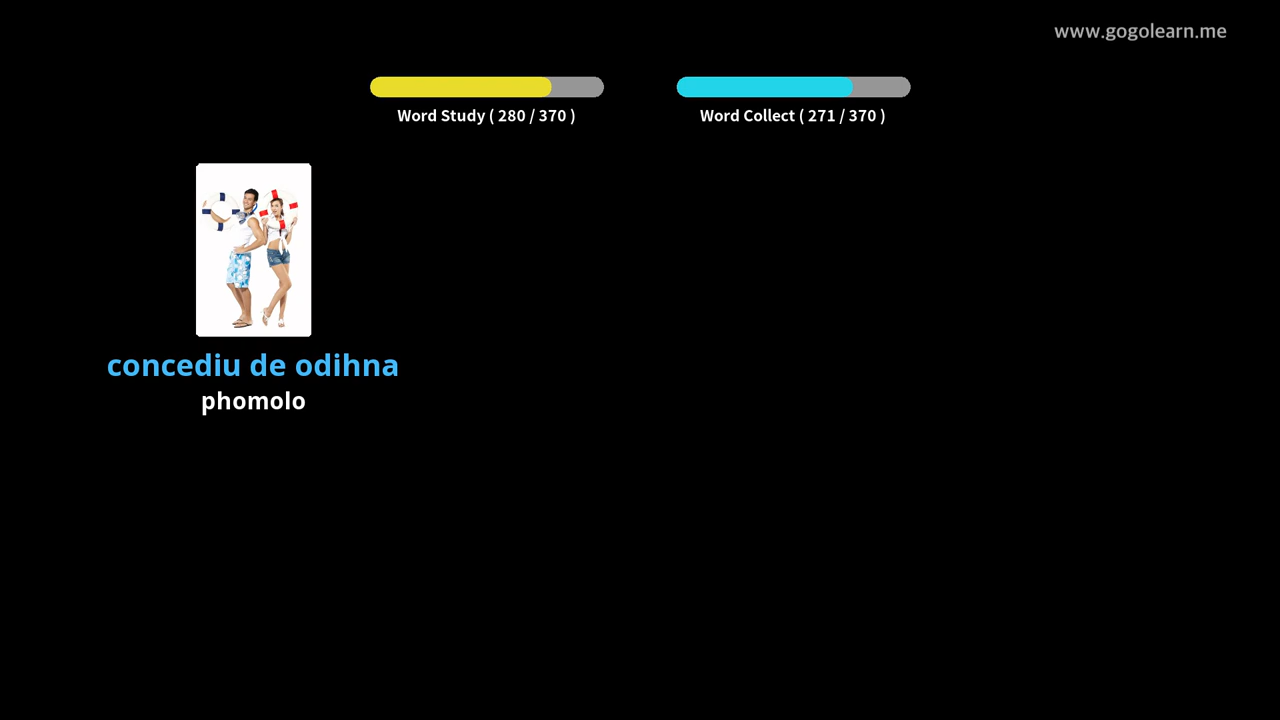 www.gogolearn.me
Word Study ( 280 / 370 )
Word Collect ( 271 / 370 )
concediu de odihna
phomolo